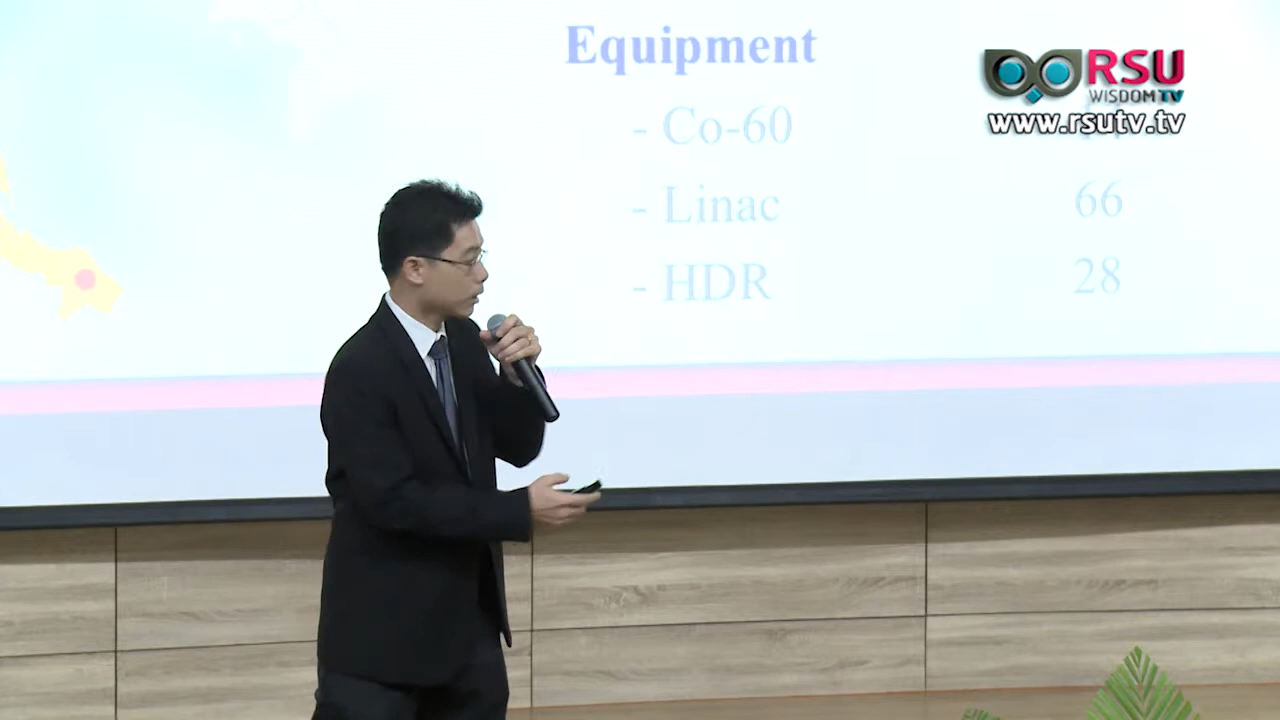 Equipment
- Co-60
- Linac 66
- HDR 28
RSU
WISDOM TV
www.rsutv.tv